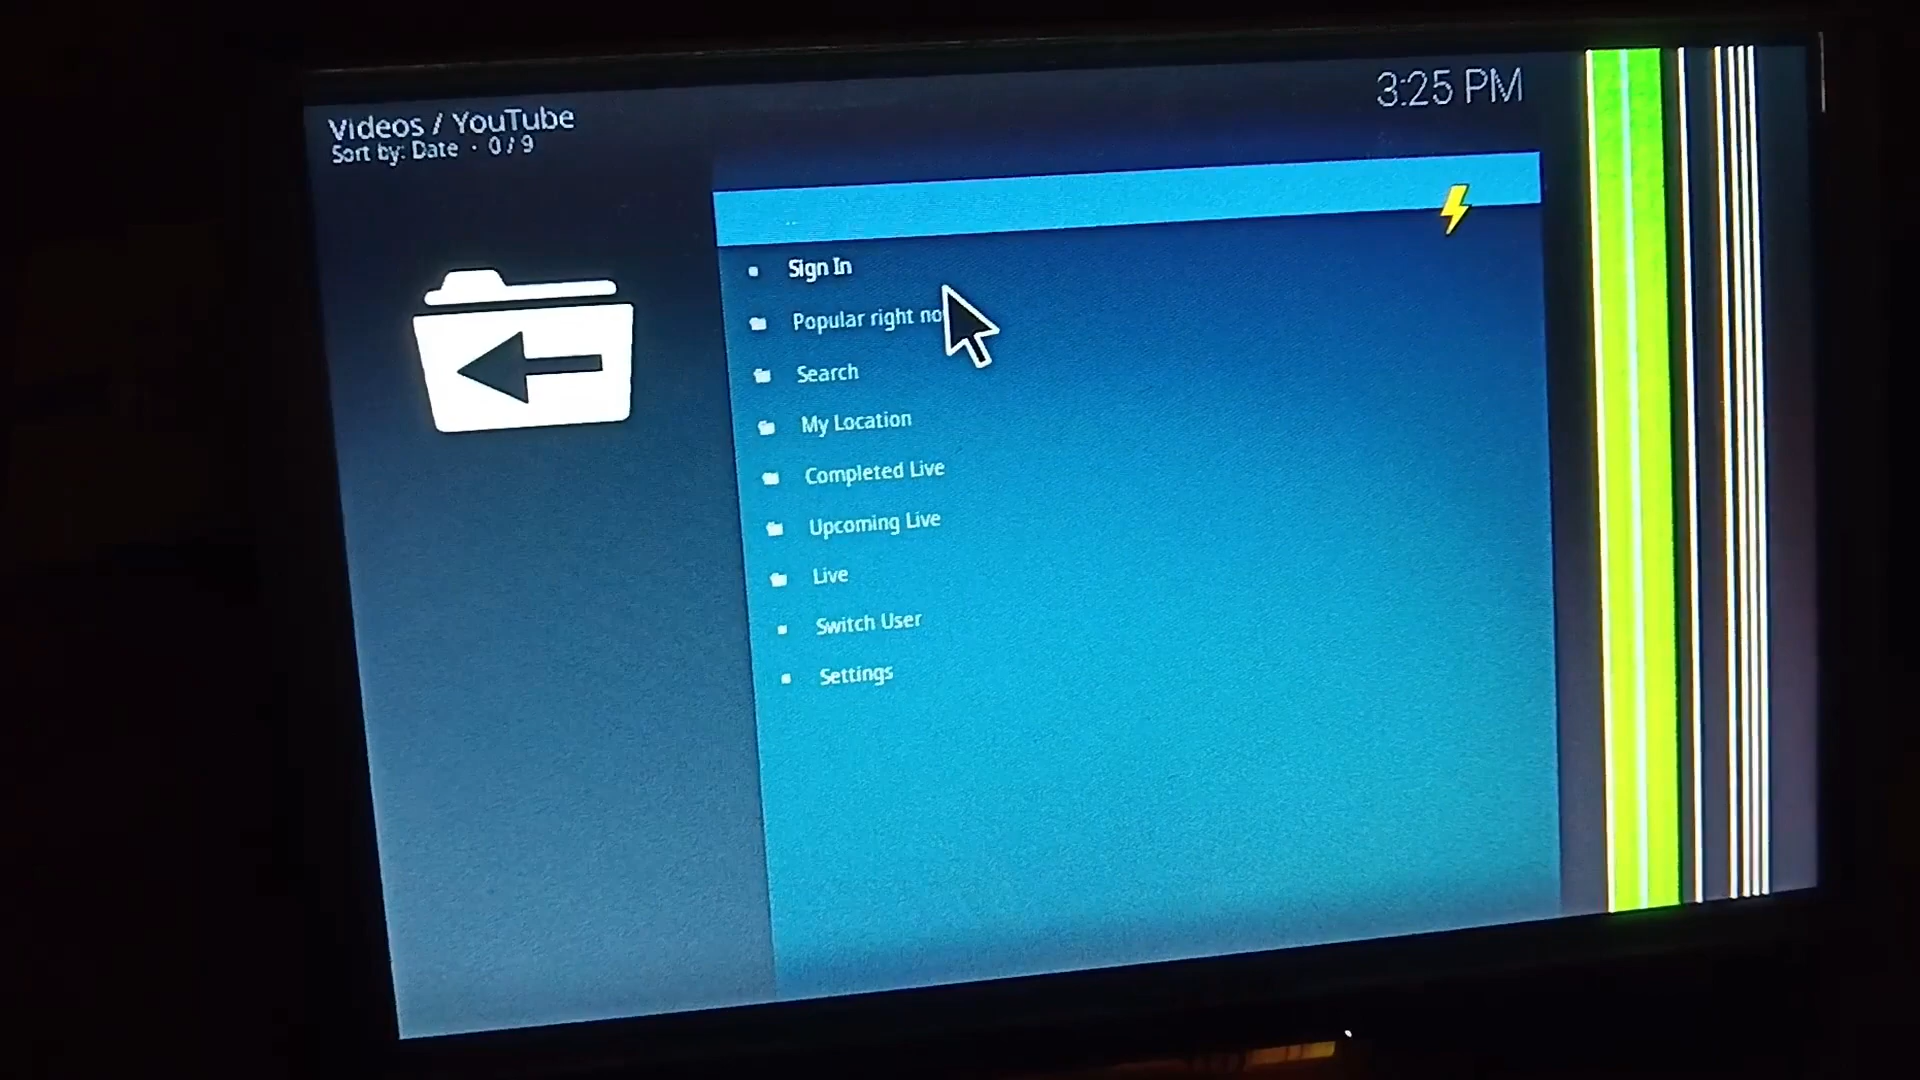 3:25 PM
Videos / YouTube
Sort by: Date · 0 / 9
..
Sign In
Popular right no
Search
My Location
Completed Live
Upcoming Live
Live
Switch User
Settings